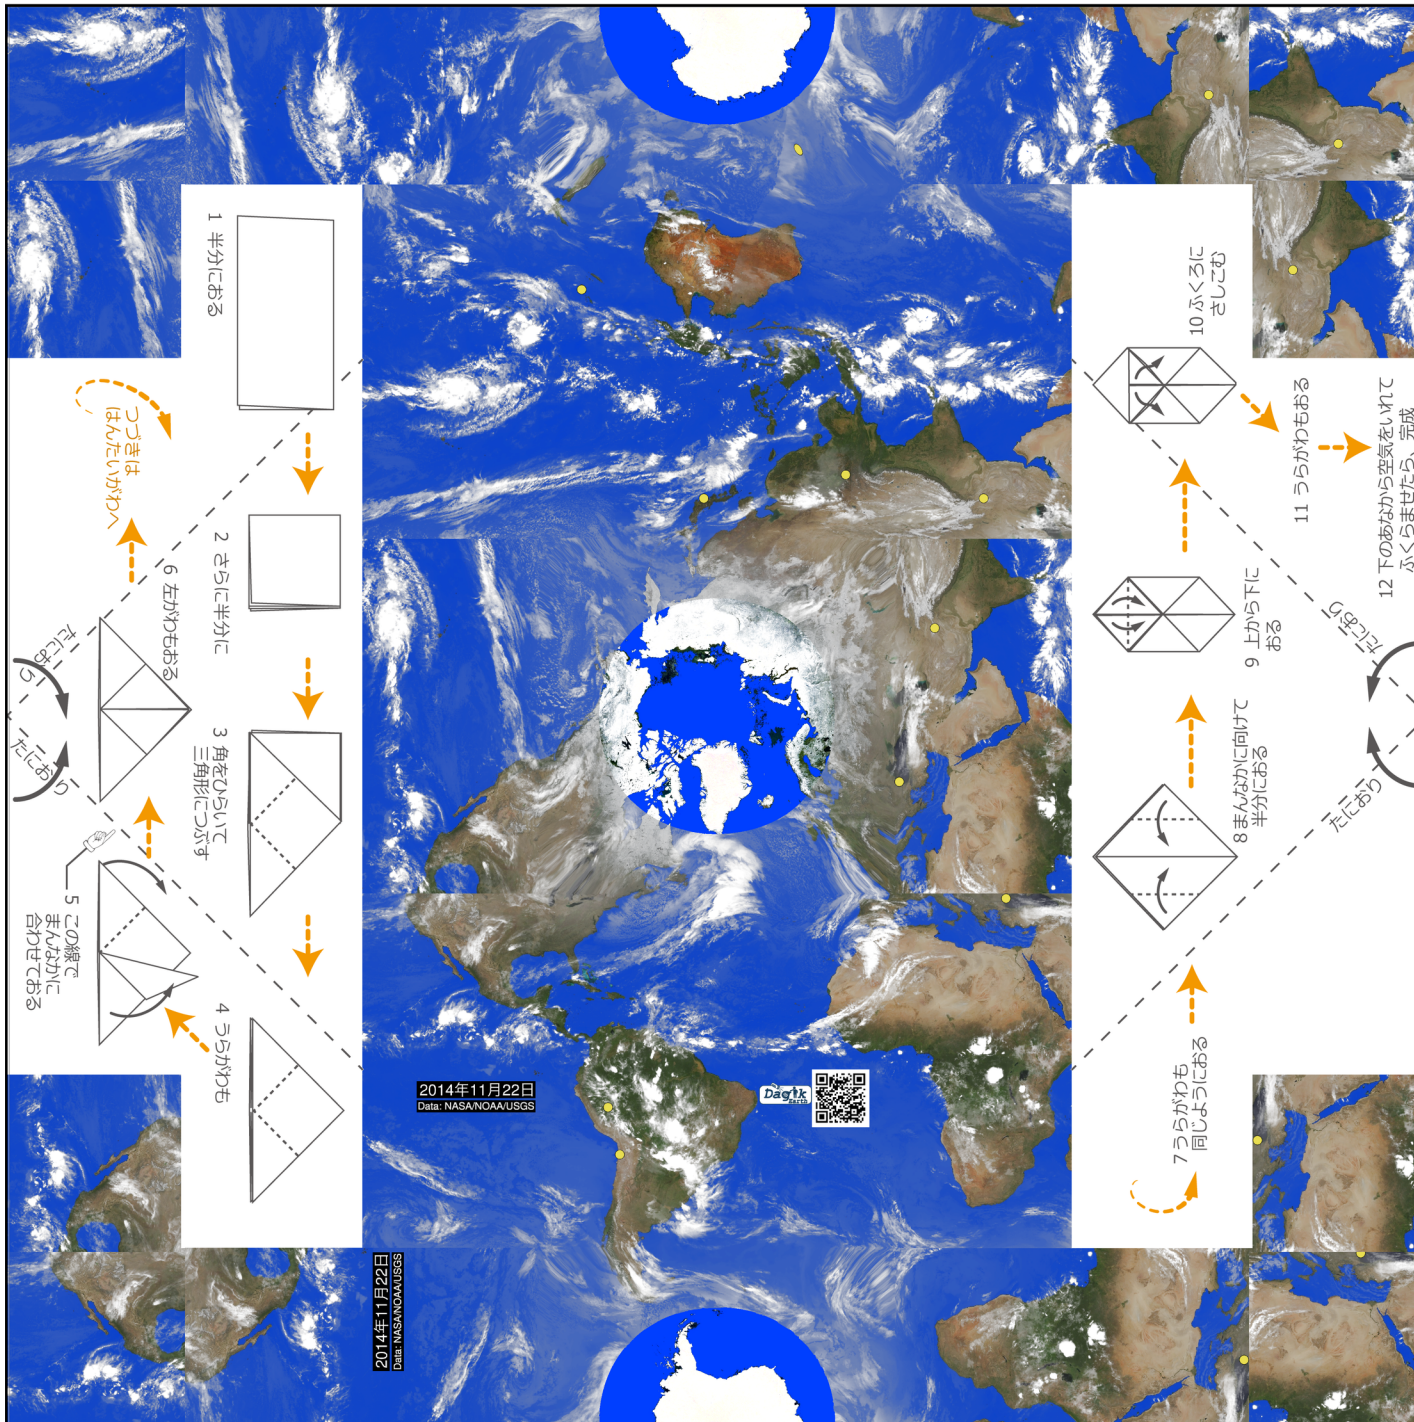 1 半分におる
2 さらに半分に
3 角をひらいて
三角形につぶす
4 うらがわも
5 この線で
まんなかに
合わせておる
6 左がわもおる
つづきは
はんたいがわへ
たにおり
たにおり
7 うらがわも
同じようにおる
8 まんなかに向けて
半分におる
9 上から下に
おる
10 ふくろに
さしこむ
11 うらがわもおる
12 下のあなから空気をいれて
ふくらませたら、完成
たにおり
たにおり
2014年11月22日
Data: NASA/NOAA/USGS
Dagik
Earth
2014年11月22日
Data: NASA/NOAA/USGS